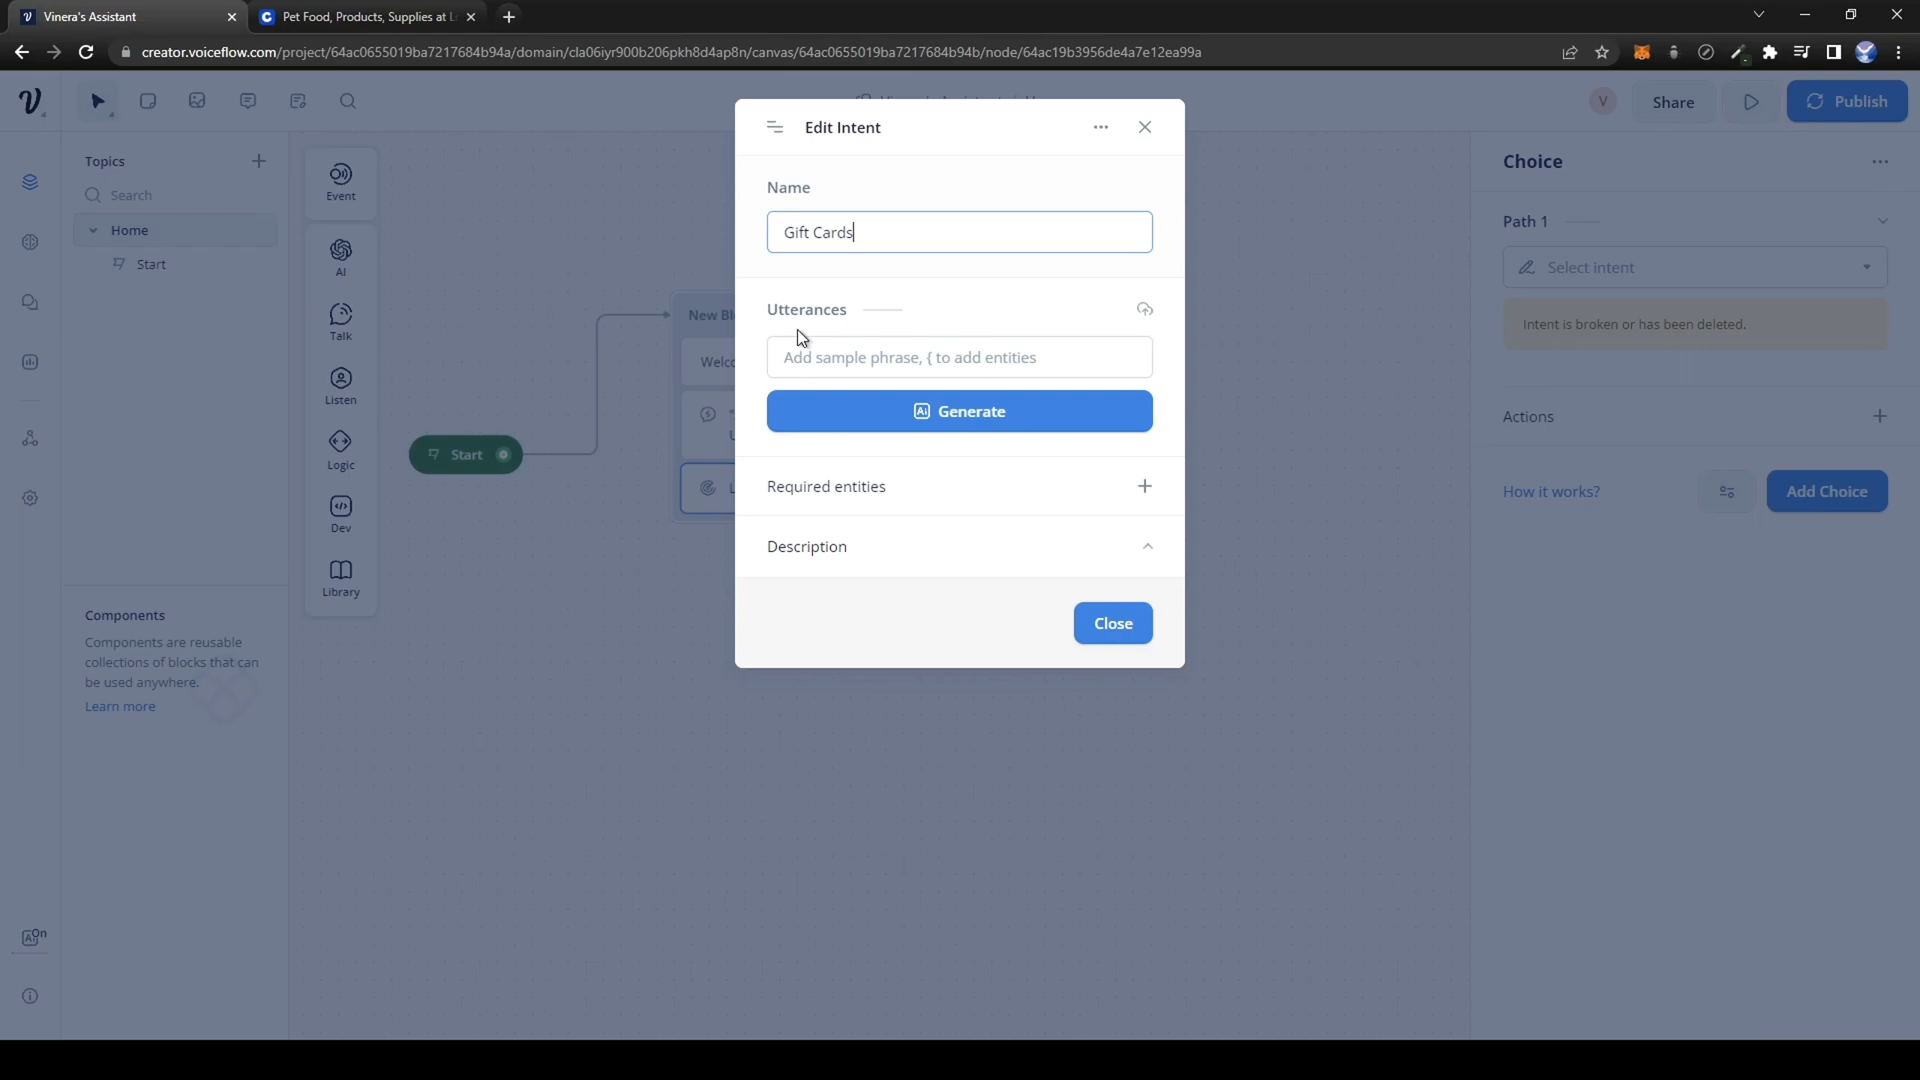 Vinera's Assistant
Pet Food, Products, Supplies at L
creator.voiceflow.com/project/64ac0655019ba7217684b94a/domain/cla06iyr900b206pkh8d4ap8n/canvas/64ac0655019ba7217684b94b/node/64ac19b3956de4a7e12ea99a
V
Share
Publish
Topics
Search
Home
Start
Components
Components are reusable
collections of blocks that can
be used anywhere.
Learn more
On
Event
AI
Talk
Listen
Logic
Dev
Library
Start
New Bl
Welc
Edit Intent
Name
Gift Cards
Utterances
Add sample phrase, { to add entities
Ai Generate
Required entities
Description
Close
Choice
Path 1
Select intent
Intent is broken or has been deleted.
Actions
How it works?
Add Choice